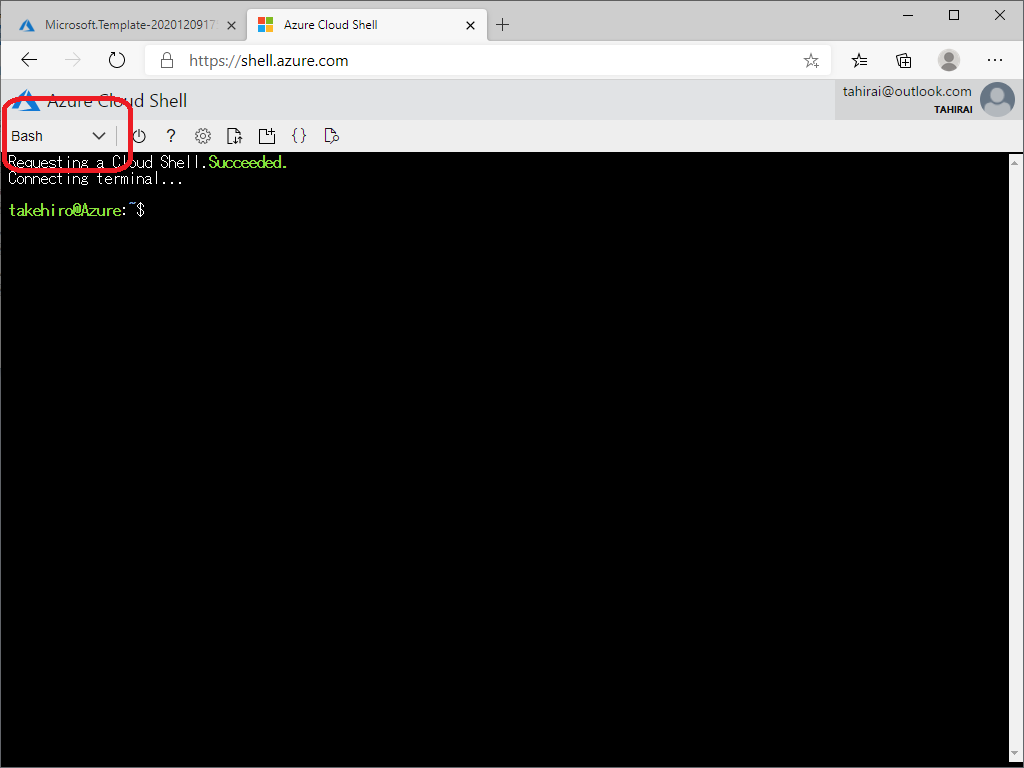 Microsoft.Template-2020120917
Azure Cloud Shell
https://shell.azure.com
Azure Cloud Shell
tahirai@outlook.com
TAHIRAI
Bash
?
{}
Requesting a Cloud Shell.Succeeded.
Connecting terminal...
takehiro@Azure:~$